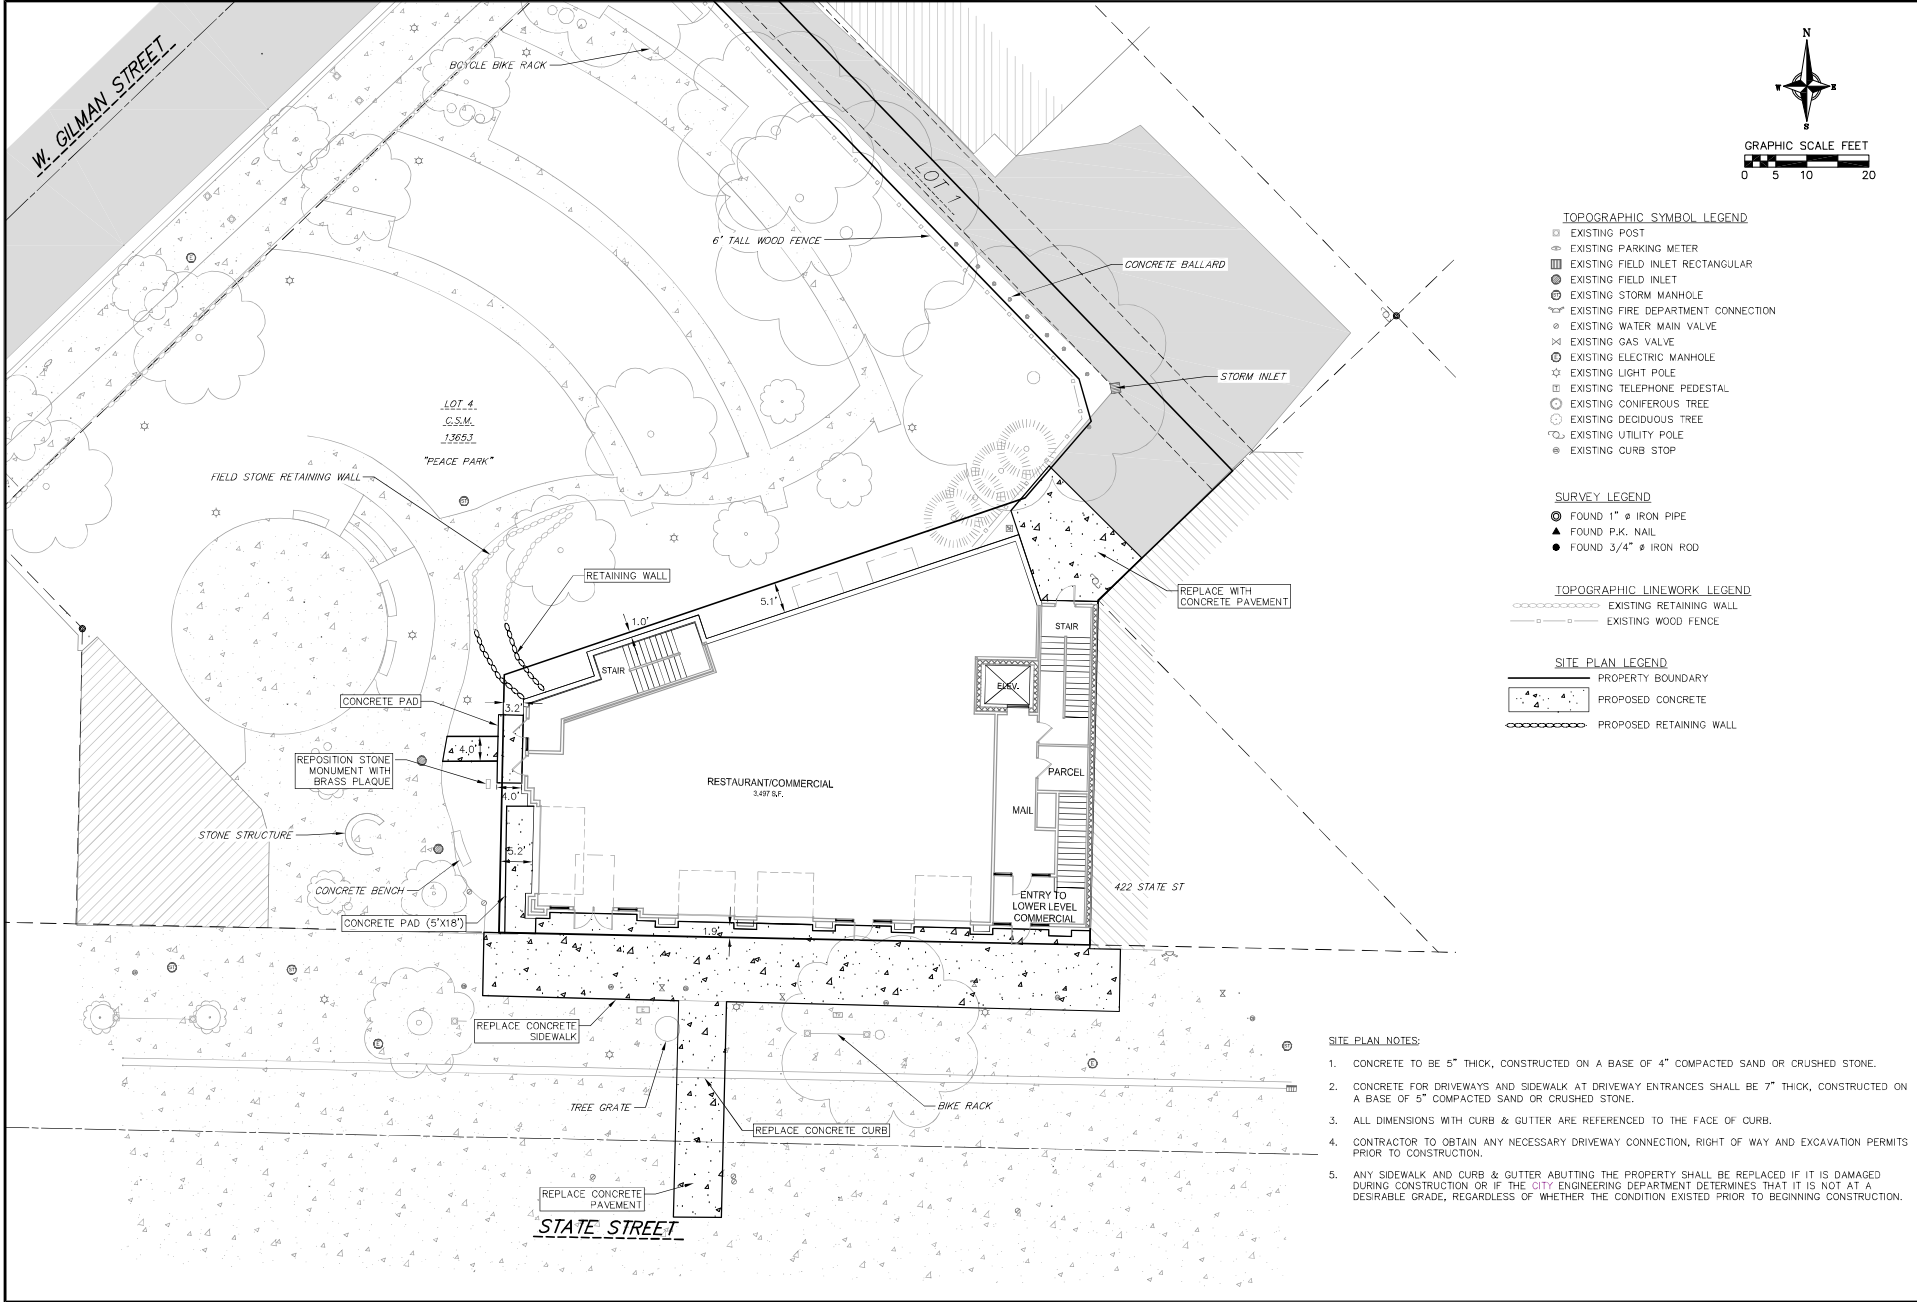 W. GILMAN STREET
BCYCLE BIKE RACK
6' TALL WOOD FENCE
LOT 1
CONCRETE BALLARD
STORM INLET
LOT 4
C.S.M.
13653
"PEACE PARK"
FIELD STONE RETAINING WALL
RETAINING WALL
5.1'
1.0'
REPLACE WITH
CONCRETE PAVEMENT
STAIR
STAIR
ELEV.
CONCRETE PAD
3.2'
4.0'
REPOSITION STONE
MONUMENT WITH
BRASS PLAQUE
4.0'
RESTAURANT/COMMERCIAL
3,497 S.F.
PARCEL
MAIL
STONE STRUCTURE
5.2'
CONCRETE BENCH
422 STATE ST
ENTRY TO
LOWER LEVEL
COMMERCIAL
CONCRETE PAD (5'X18')
1.9'
REPLACE CONCRETE
SIDEWALK
TREE GRATE
BIKE RACK
REPLACE CONCRETE CURB
REPLACE CONCRETE
PAVEMENT
STATE STREET
N
W
E
S
GRAPHIC SCALE FEET
0 5 10 20
TOPOGRAPHIC SYMBOL LEGEND
EXISTING POST
EXISTING PARKING METER
EXISTING FIELD INLET RECTANGULAR
EXISTING FIELD INLET
ST EXISTING STORM MANHOLE
EXISTING FIRE DEPARTMENT CONNECTION
EXISTING WATER MAIN VALVE
EXISTING GAS VALVE
E EXISTING ELECTRIC MANHOLE
EXISTING LIGHT POLE
T EXISTING TELEPHONE PEDESTAL
EXISTING CONIFEROUS TREE
EXISTING DECIDUOUS TREE
EXISTING UTILITY POLE
EXISTING CURB STOP
SURVEY LEGEND
FOUND 1" ø IRON PIPE
FOUND P.K. NAIL
FOUND 3/4" ø IRON ROD
TOPOGRAPHIC LINEWORK LEGEND
EXISTING RETAINING WALL
EXISTING WOOD FENCE
SITE PLAN LEGEND
PROPERTY BOUNDARY
PROPOSED CONCRETE
PROPOSED RETAINING WALL
SITE PLAN NOTES:
1. CONCRETE TO BE 5" THICK, CONSTRUCTED ON A BASE OF 4" COMPACTED SAND OR CRUSHED STONE.
2. CONCRETE FOR DRIVEWAYS AND SIDEWALK AT DRIVEWAY ENTRANCES SHALL BE 7" THICK, CONSTRUCTED ON
A BASE OF 5" COMPACTED SAND OR CRUSHED STONE.
3. ALL DIMENSIONS WITH CURB & GUTTER ARE REFERENCED TO THE FACE OF CURB.
4. CONTRACTOR TO OBTAIN ANY NECESSARY DRIVEWAY CONNECTION, RIGHT OF WAY AND EXCAVATION PERMITS
PRIOR TO CONSTRUCTION.
5. ANY SIDEWALK AND CURB & GUTTER ABUTTING THE PROPERTY SHALL BE REPLACED IF IT IS DAMAGED
DURING CONSTRUCTION OR IF THE CITY ENGINEERING DEPARTMENT DETERMINES THAT IT IS NOT AT A
DESIRABLE GRADE, REGARDLESS OF WHETHER THE CONDITION EXISTED PRIOR TO BEGINNING CONSTRUCTION.